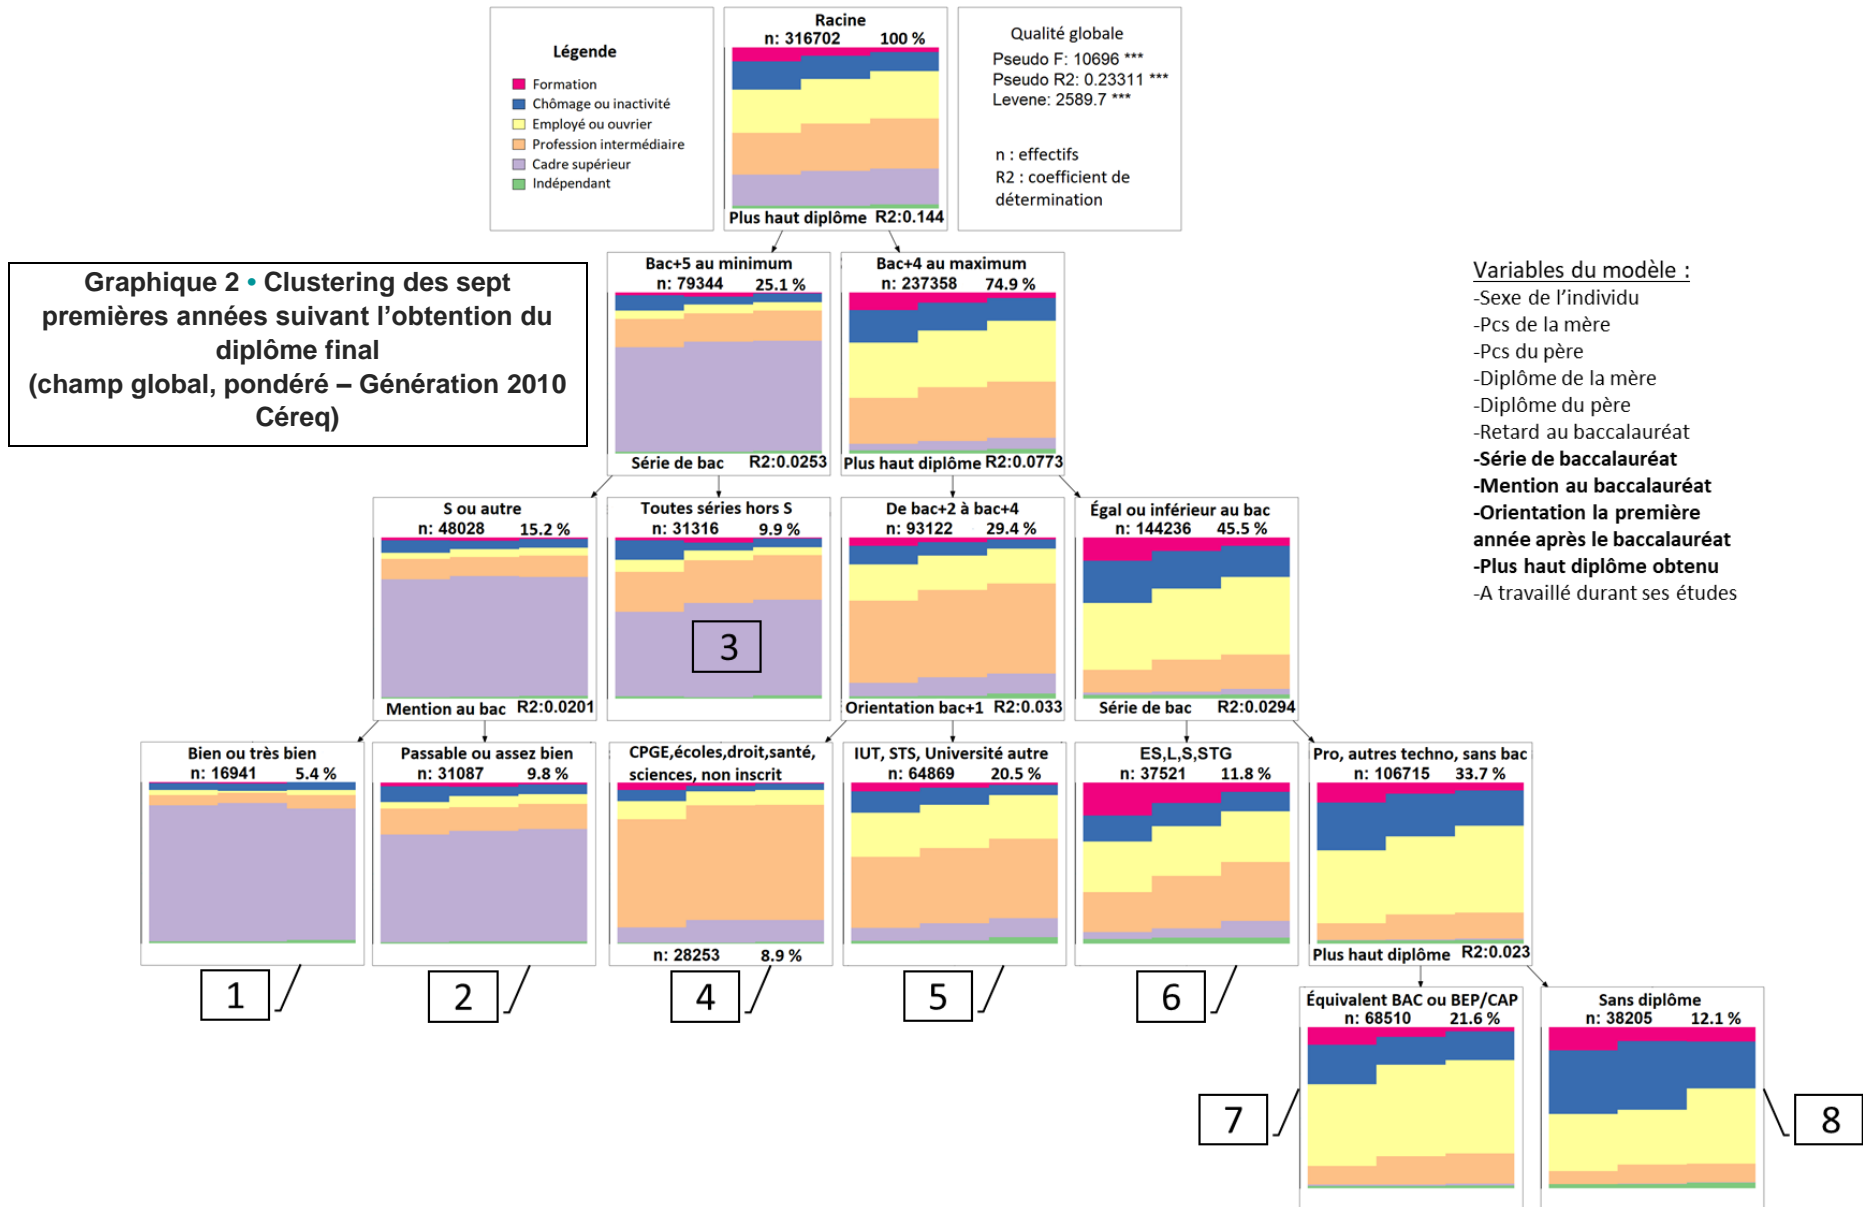 Légende
Formation
Chômage ou inactivité
Employé ou ouvrier
Profession intermédiaire
Cadre supérieur
Indépendant
Racine
n: 316702 100 %
Plus haut diplôme R2:0.144
Qualité globale
Pseudo F: 10696 ***
Pseudo R2: 0.23311 ***
Levene: 2589.7 ***
n : effectifs
R2 : coefficient de
détermination
Graphique 2 • Clustering des sept
premières années suivant l'obtention du
diplôme final
(champ global, pondéré – Génération 2010
Céreq)
Bac+5 au minimum
n: 79344 25.1 %
Série de bac R2:0.0253
Bac+4 au maximum
n: 237358 74.9 %
Plus haut diplôme R2:0.0773
Variables du modèle :
-Sexe de l'individu
-Pcs de la mère
-Pcs du père
-Diplôme de la mère
-Diplôme du père
-Retard au baccalauréat
-Série de baccalauréat
-Mention au baccalauréat
-Orientation la première
année après le baccalauréat
-Plus haut diplôme obtenu
-A travaillé durant ses études
S ou autre
n: 48028 15.2 %
Mention au bac R2:0.0201
Toutes séries hors S
n: 31316 9.9 %
3
De bac+2 à bac+4
n: 93122 29.4 %
Orientation bac+1 R2:0.033
Égal ou inférieur au bac
n: 144236 45.5 %
Série de bac R2:0.0294
Bien ou très bien
n: 16941 5.4 %
1
Passable ou assez bien
n: 31087 9.8 %
2
CPGE,écoles,droit,santé,
sciences, non inscrit
n: 28253 8.9 %
4
IUT, STS, Université autre
n: 64869 20.5 %
5
ES,L,S,STG
n: 37521 11.8 %
6
Pro, autres techno, sans bac
n: 106715 33.7 %
Plus haut diplôme R2:0.023
Équivalent BAC ou BEP/CAP
n: 68510 21.6 %
7
Sans diplôme
n: 38205 12.1 %
8